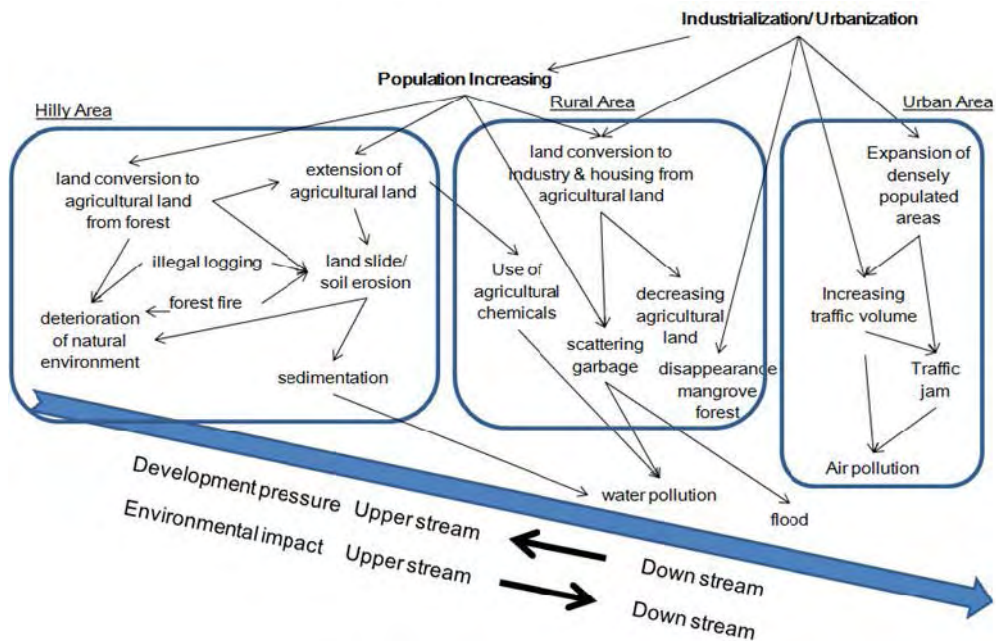 Industrialization/ Urbanization
Population Increasing
Hilly Area
Rural Area
Urban Area
land conversion to
agricultural land
from forest
extension of
agricultural land
illegal logging
land slide/
soil erosion
forest fire
deterioration
of natural
environment
sedimentation
land conversion to
industry & housing from
agricultural land
Use of
agricultural
chemicals
decreasing
agricultural
land
scattering
garbage
disappearance
mangrove
forest
Expansion of
densely
populated
areas
Increasing
traffic volume
Traffic
jam
Air pollution
water pollution
flood
Development pressure Upper stream
Down stream
Environmental impact Upper stream
Down stream